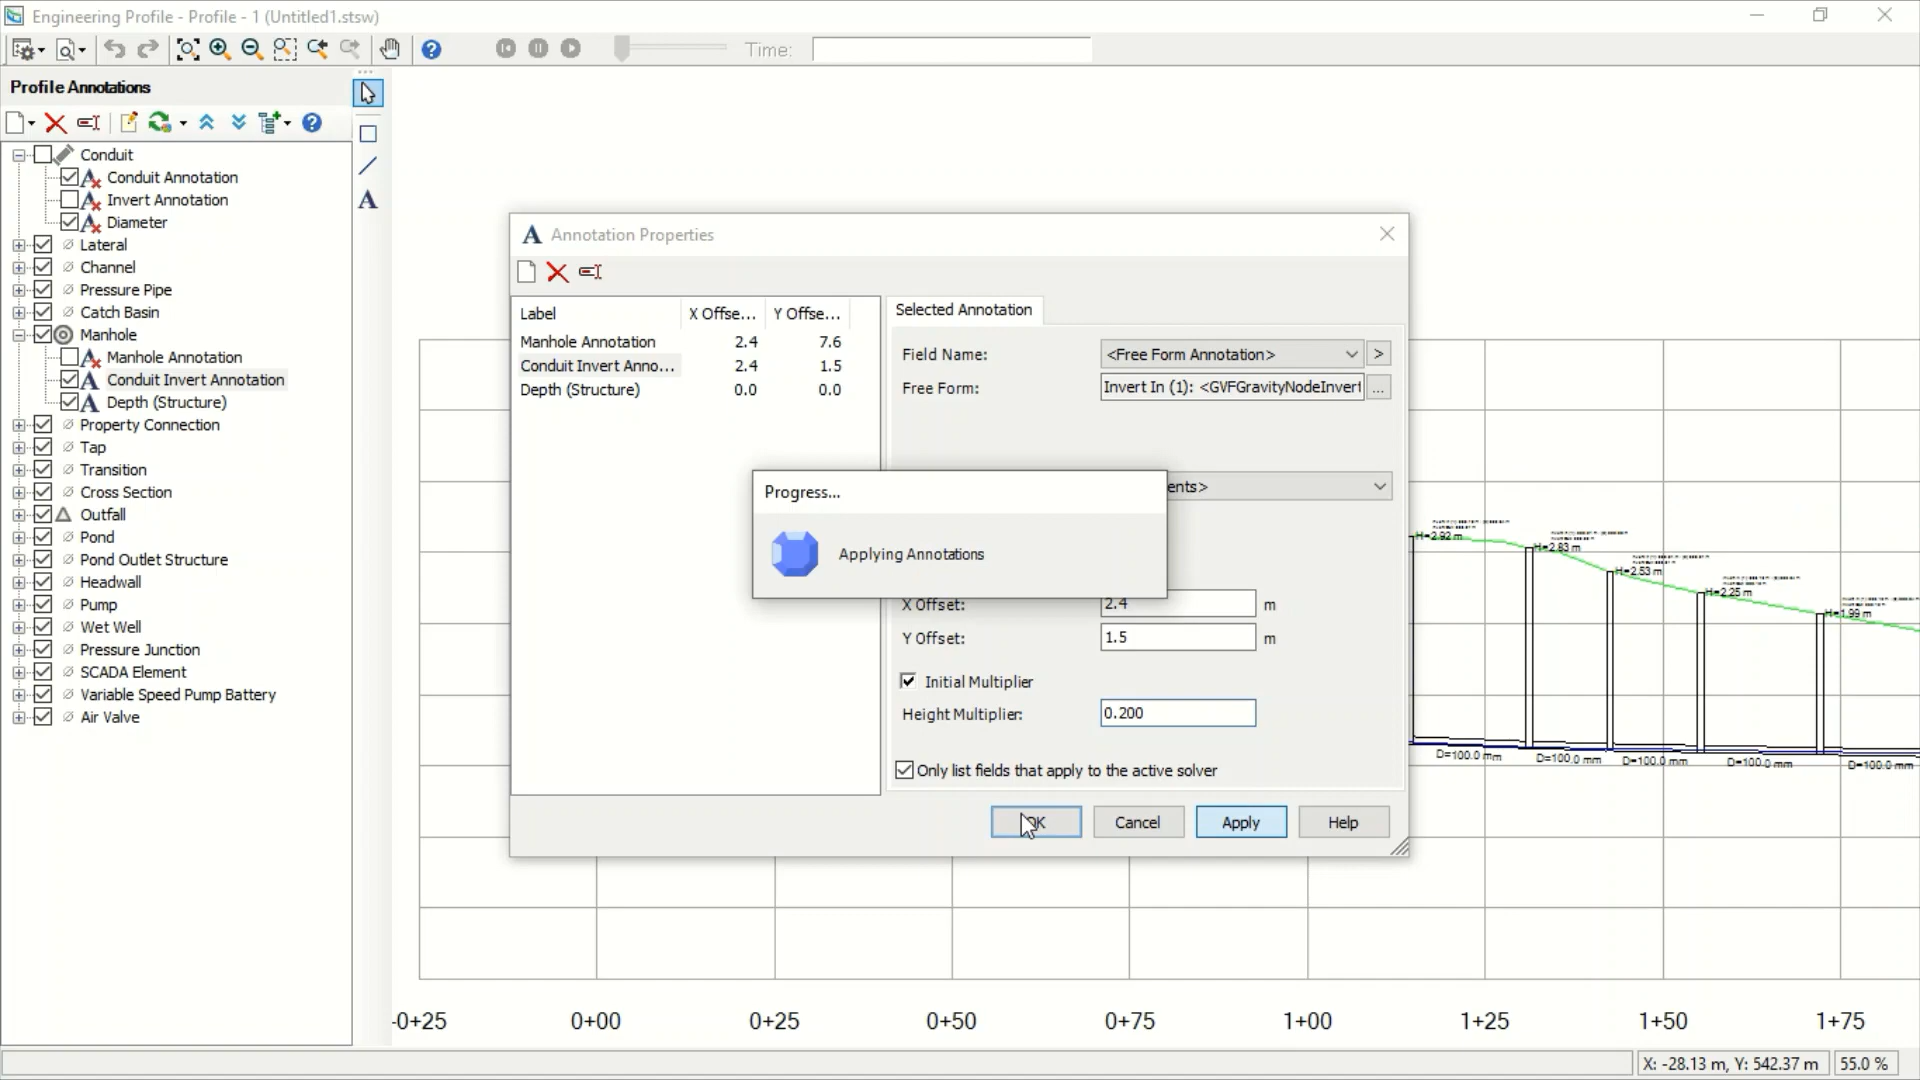 Engineering Profile - Profile - 1 (Untitled1.stsw)
Time:
Profile Annotations
Conduit
Conduit Annotation
Invert Annotation
Diameter
Lateral
Channel
Pressure Pipe
Catch Basin
Manhole
Manhole Annotation
Conduit Invert Annotation
Depth (Structure)
Property Connection
Tap
Transition
Cross Section
Outfall
Pond
Pond Outlet Structure
Headwall
Pump
Wet Well
Pressure Junction
SCADA Element
Variable Speed Pump Battery
Air Valve
A
A Annotation Properties
Label X Offse... Y Offse...
Manhole Annotation 2.4 7.6
Conduit Invert Anno... 2.4 1.5
Depth (Structure) 0.0 0.0
Selected Annotation
Field Name: <Free Form Annotation> >
Free Form: Invert In (1): <GVFGravityNodeInvert ...
ents>
Progress...
Applying Annotations
X Offset: 2.4 m
Y Offset: 1.5 m
Initial Multiplier
Height Multiplier: 0.200
Only list fields that apply to the active solver
OK Cancel Apply Help
H=2.92 m
H=2.83 m
H=2.53 m
H=2.25 m
H=1.99 m
D=100.0 mm D=100.0 mm D=100.0 mm D=100.0 mm D=100.0 mm
-0+25 0+00 0+25 0+50 0+75 1+00 1+25 1+50 1+75
X: -28.13 m, Y: 542.37 m 55.0 %